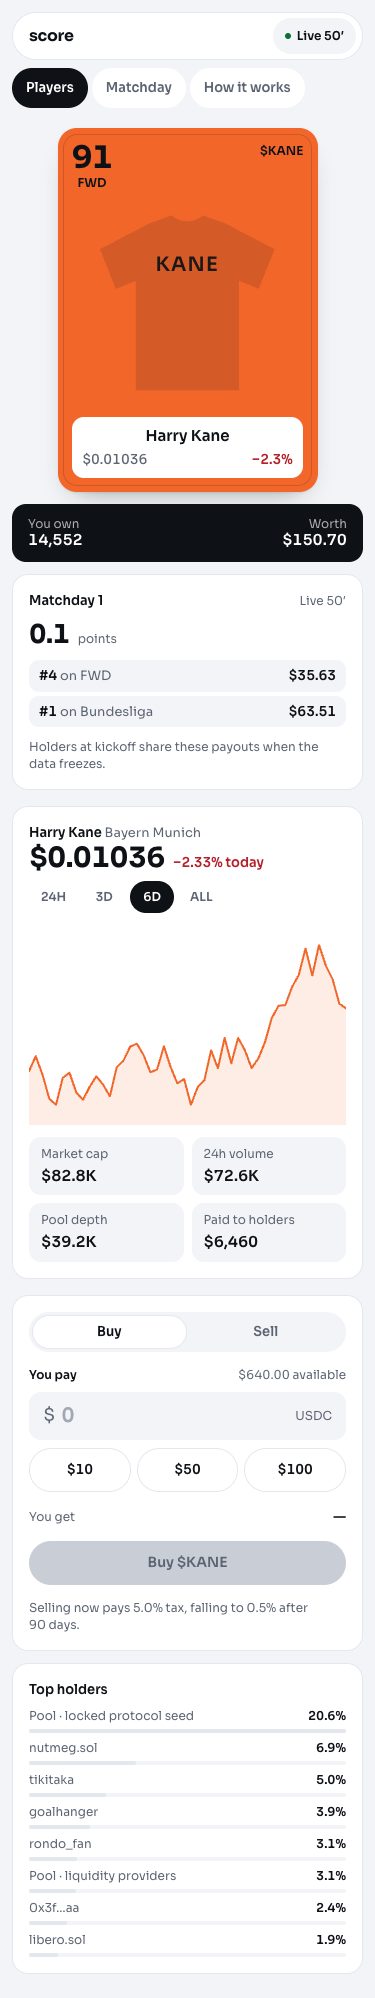 score
Live 50′
Players
Matchday
How it works
91
FWD
$KANE
KANE
Harry Kane
$0.01036
−2.3%
You own
Worth
14,552
$150.70
Matchday 1
Live 50′
0.1 points
#4 on FWD
$35.63
#1 on Bundesliga
$63.51
Holders at kickoff share these payouts when the
data freezes.
Harry Kane Bayern Munich
$0.01036 −2.33% today
24H
3D
6D
ALL
Market cap
$82.8K
24h volume
$72.6K
Pool depth
$39.2K
Paid to holders
$6,460
Buy
Sell
You pay
$640.00 available
$ 0
USDC
$10
$50
$100
You get
—
Buy $KANE
Selling now pays 5.0% tax, falling to 0.5% after
90 days.
Top holders
Pool · locked protocol seed
20.6%
nutmeg.sol
6.9%
tikitaka
5.0%
goalhanger
3.9%
rondo_fan
3.1%
Pool · liquidity providers
3.1%
0x3f…aa
2.4%
libero.sol
1.9%